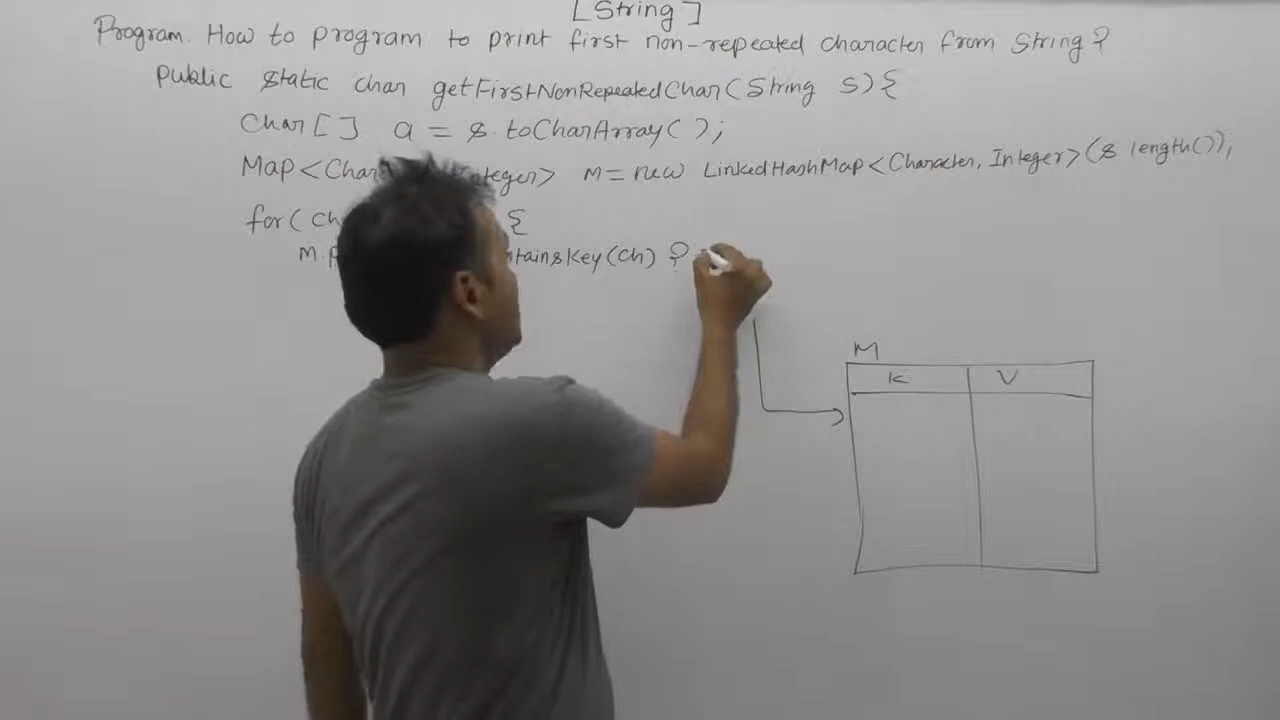 [String]
Program. How to program to print first non-repeated character from String?
Public static char getFirstNonRepeatedChar(String s){
Char[] a = s.toCharArray();
Map<Char nteger> M = new LinkedHashMap<Character, Integer>(s length());
for( Ch {
M.p ntainsKey(Ch) ?
M
K V